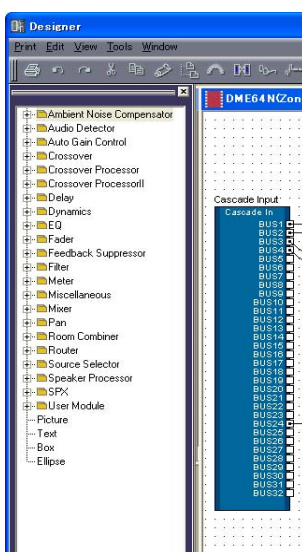 Designer
Print Edit View Tools Window
DME64N(Zon
Ambient Noise Compensator
Audio Detector
Auto Gain Control
Crossover
Crossover Processor
Crossover ProcessorII
Delay
Dynamics
EQ
Fader
Feedback Suppressor
Filter
Meter
Miscellaneous
Mixer
Pan
Room Combiner
Router
Source Selector
Speaker Processor
SPX
User Module
Picture
Text
Box
Ellipse
Cascade Input
Cascade In
BUS1
BUS2
BUS3
BUS4
BUS5
BUS6
BUS7
BUS8
BUS9
BUS10
BUS11
BUS12
BUS13
BUS14
BUS15
BUS16
BUS17
BUS18
BUS19
BUS20
BUS21
BUS22
BUS23
BUS24
BUS25
BUS26
BUS27
BUS28
BUS29
BUS30
BUS31
BUS32